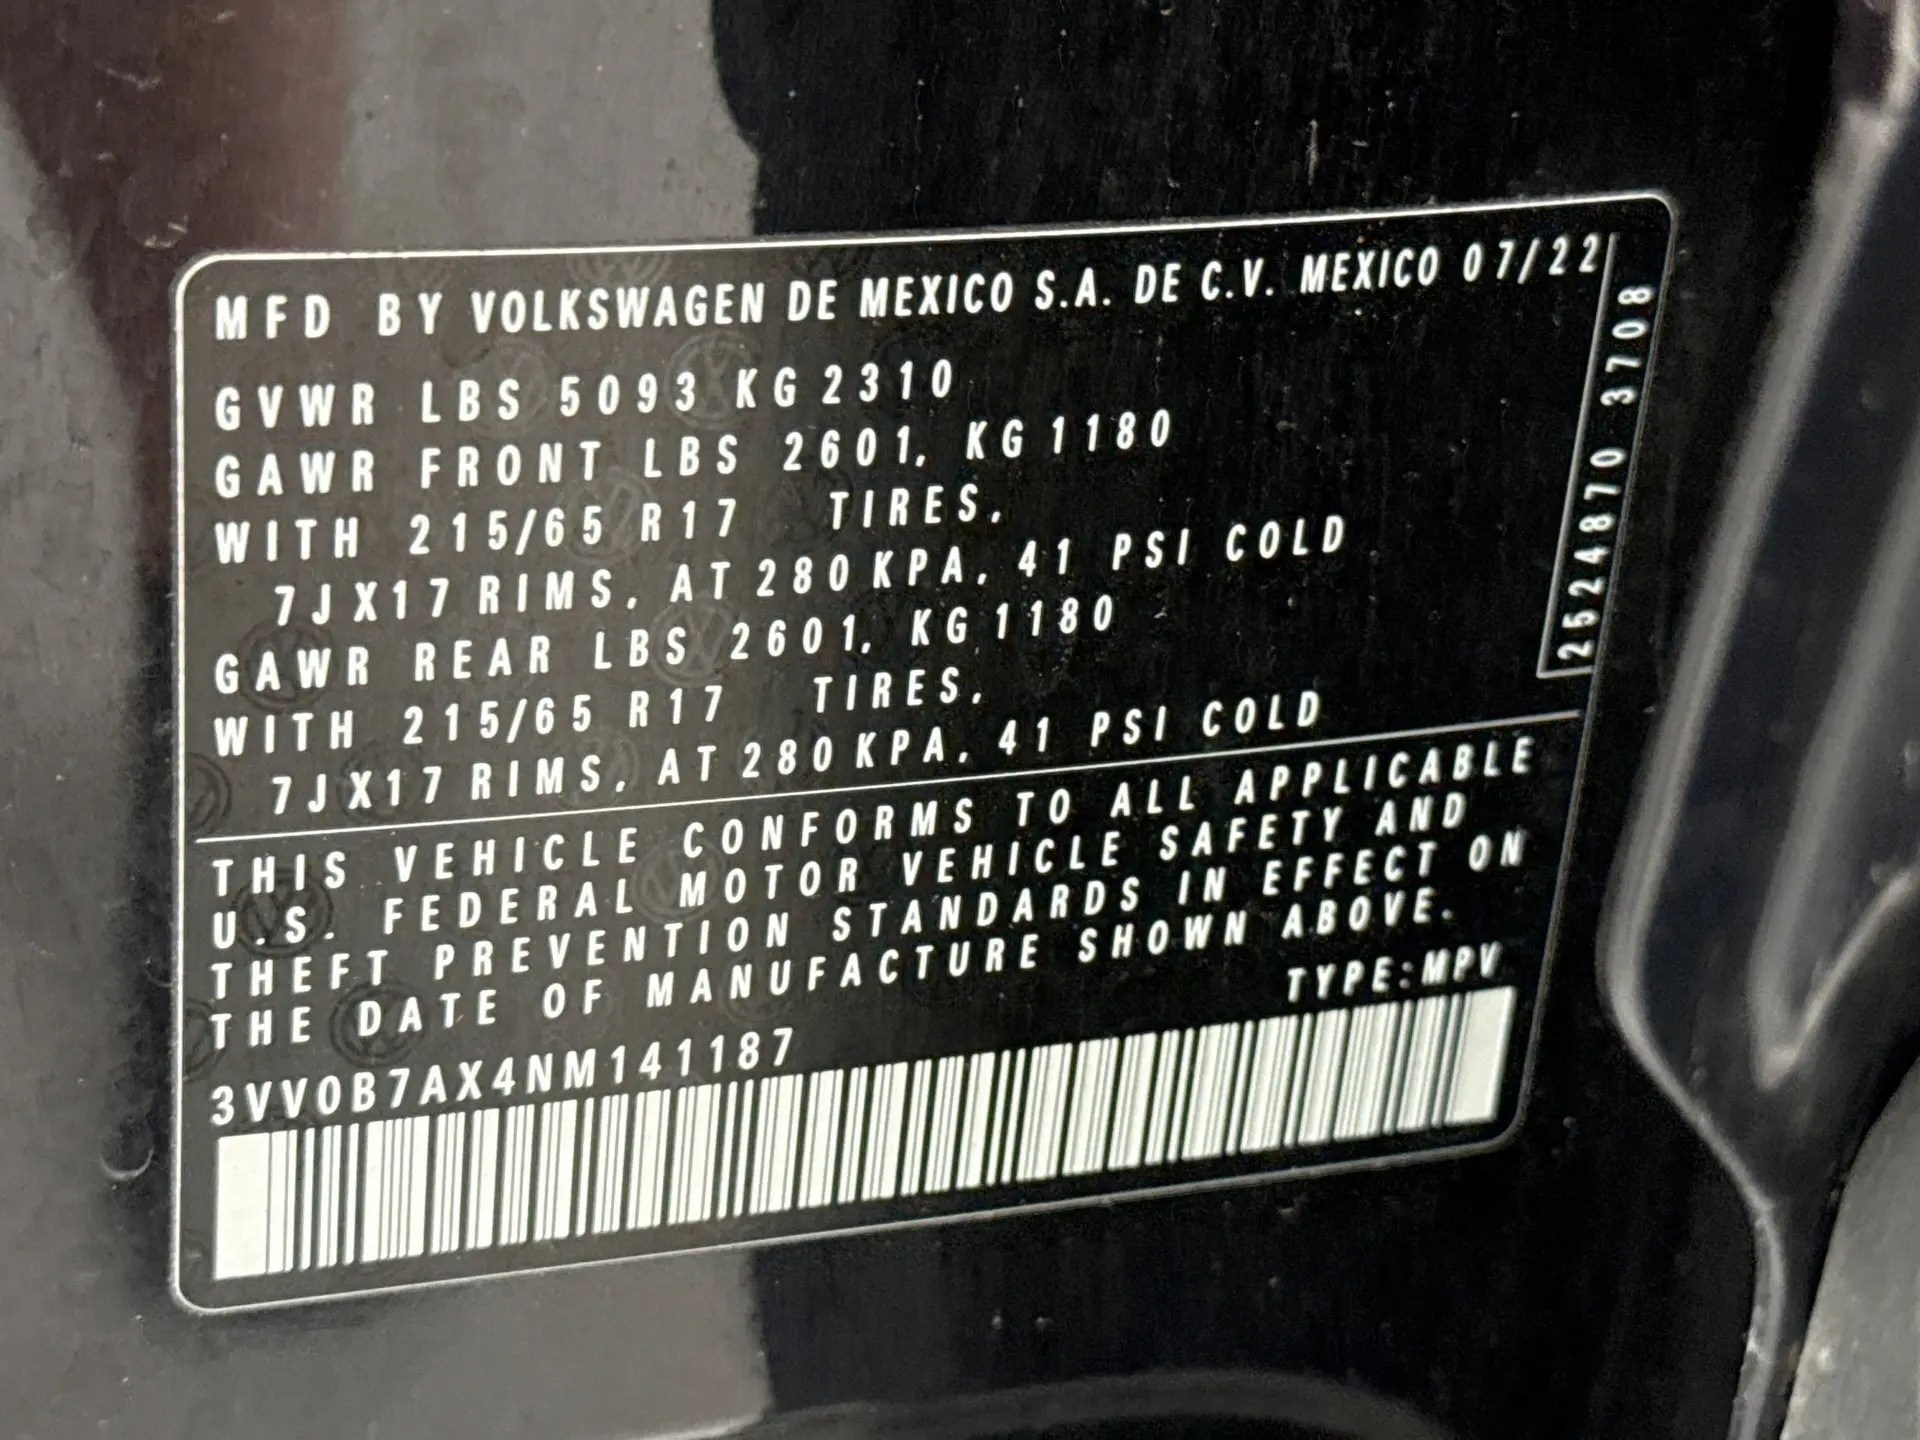 MFD BY VOLKSWAGEN DE MEXICO S.A. DE C.V. MEXICO 07/22
GVWR LBS 5093 KG 2310
GAWR FRONT LBS 2601, KG 1180
WITH 215/65 R17 TIRES,
7JX17 RIMS, AT 280 KPA, 41 PSI COLD
GAWR REAR LBS 2601, KG 1180
WITH 215/65 R17 TIRES,
7JX17 RIMS, AT 280 KPA, 41 PSI COLD
2524870 3708
THIS VEHICLE CONFORMS TO ALL APPLICABLE
U.S. FEDERAL MOTOR VEHICLE SAFETY AND
THEFT PREVENTION STANDARDS IN EFFECT ON
THE DATE OF MANUFACTURE SHOWN ABOVE.
TYPE:MPV
3VV0B7AX4NM141187